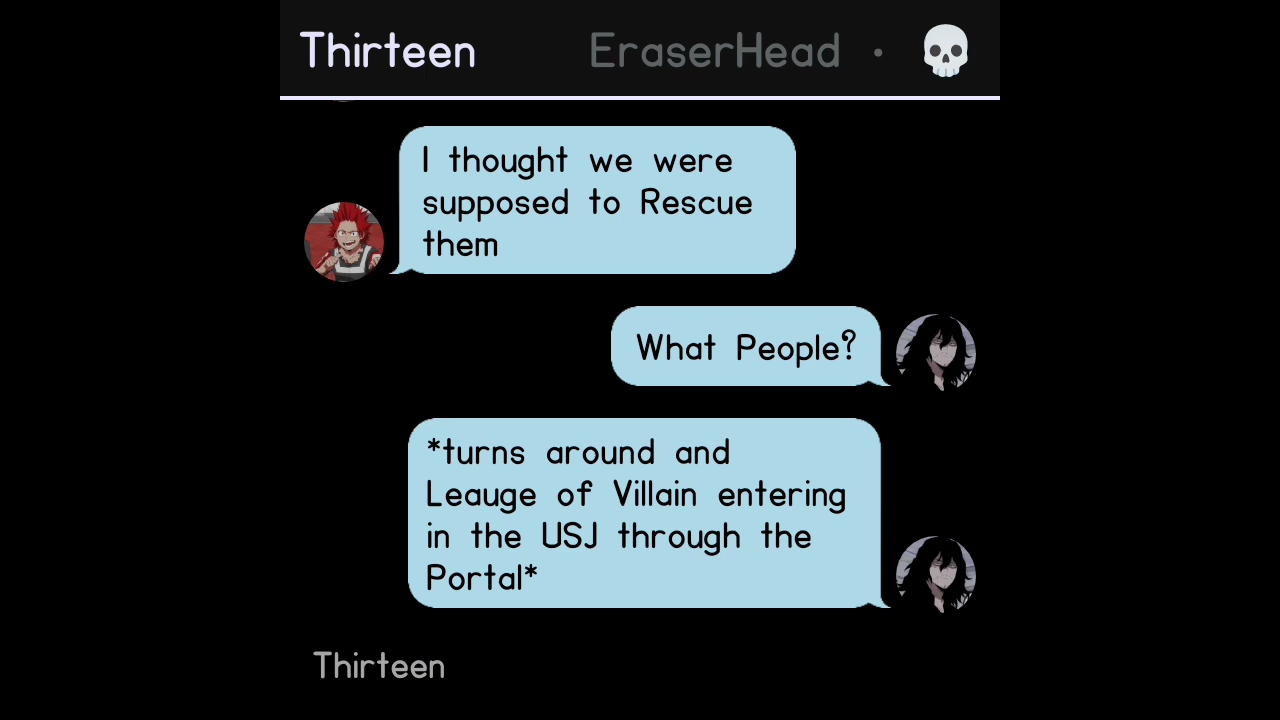 Thirteen
EraserHead •
I thought we were
supposed to Rescue
them
What People?
*turns around and
Leauge of Villain entering
in the USJ through the
Portal*
Thirteen